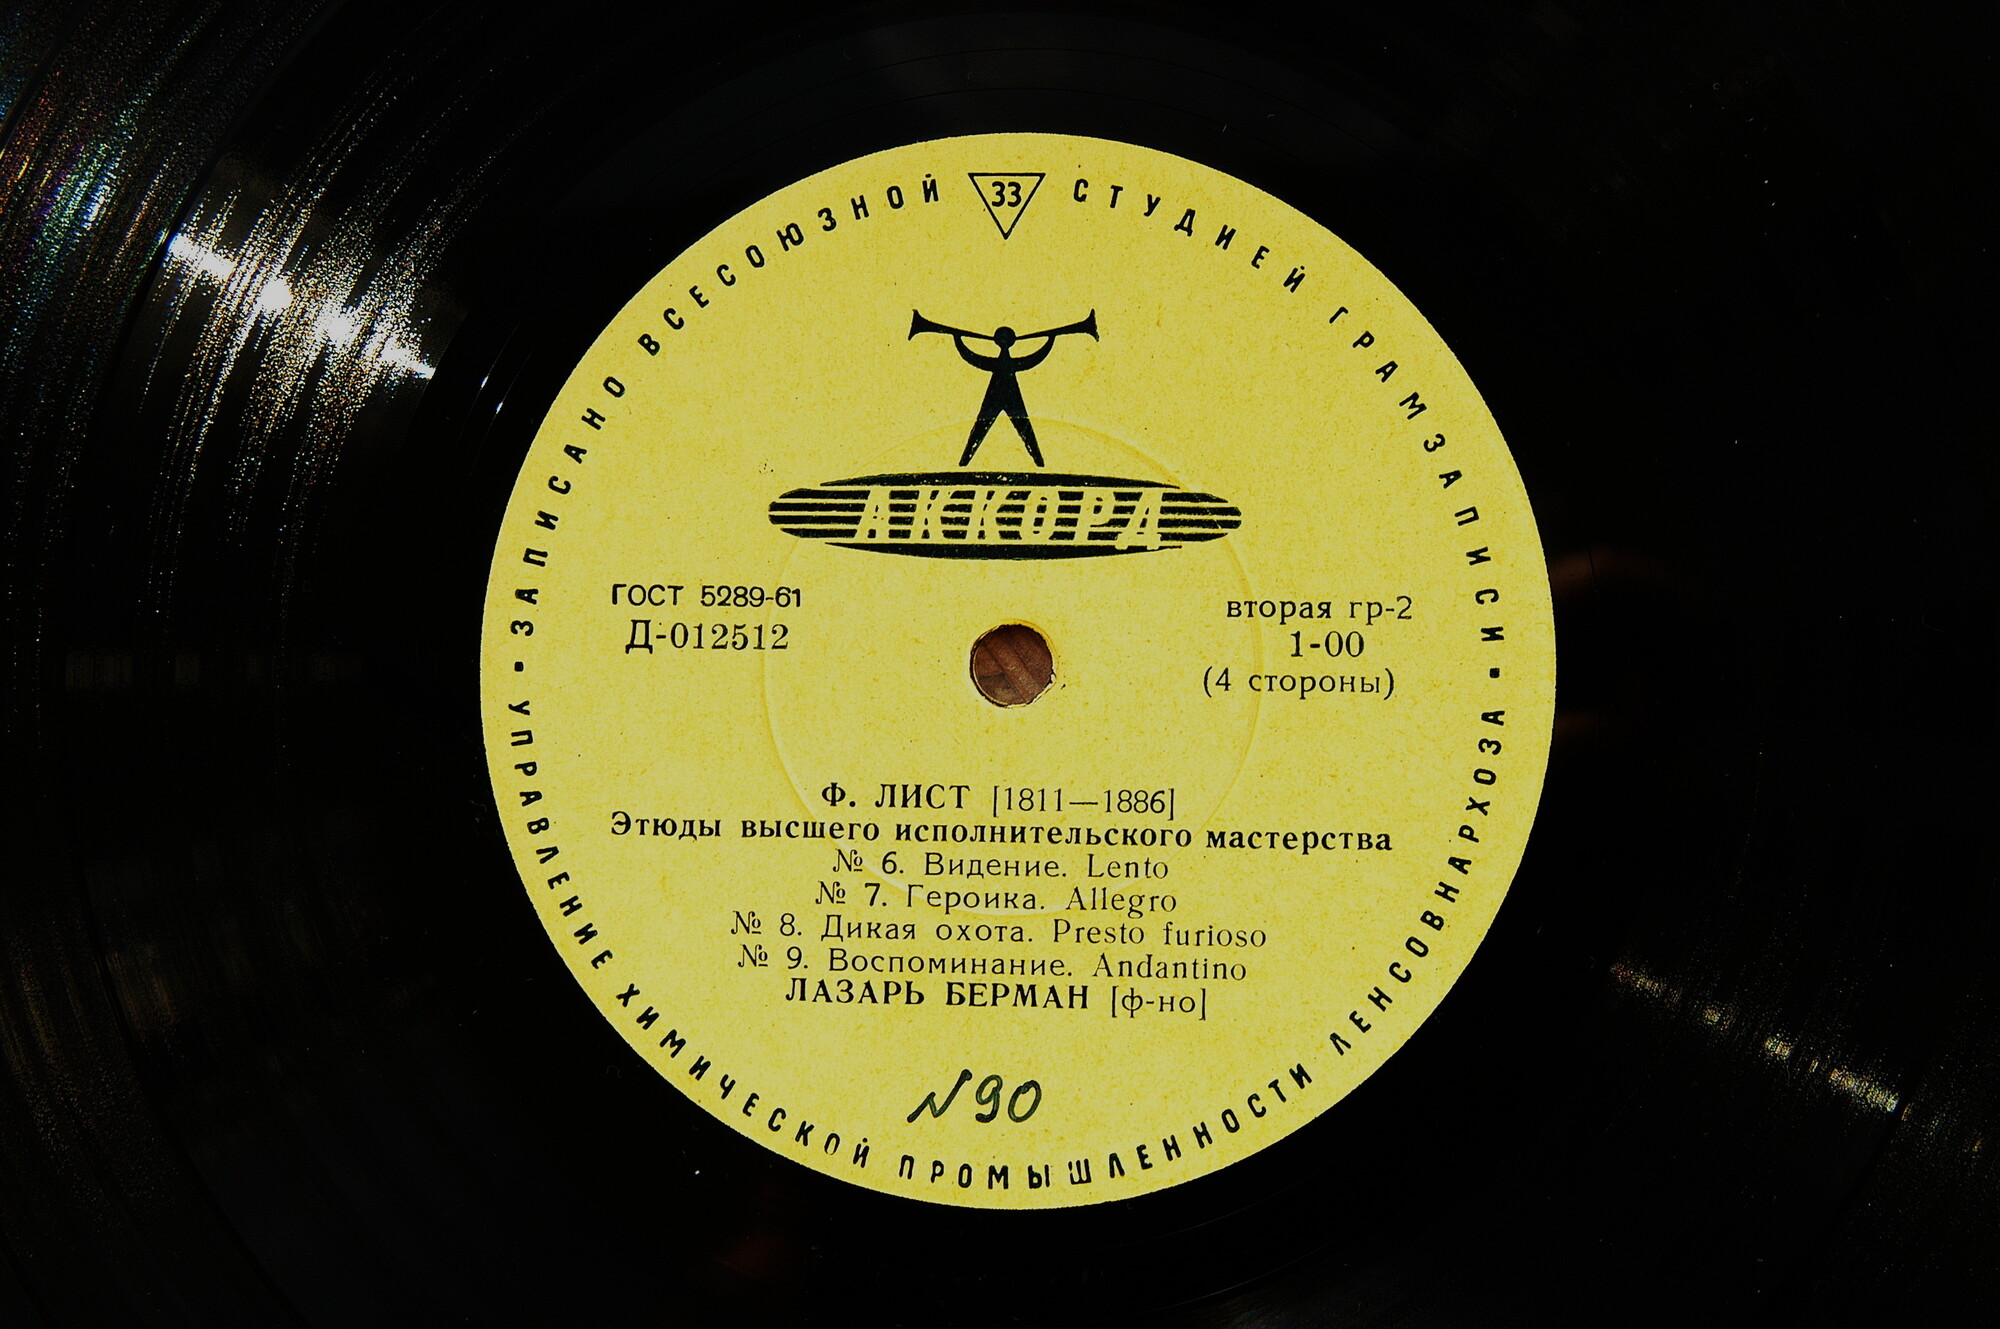 ЗАПИСАНО ВСЕСОЮЗНОЙ 33 СТУДИЕЙ ГРАМЗАПИСИ
АККОРД
ГОСТ 5289-61
Д-012512
вторая гр-2
1-00
(4 стороны)
Ф. ЛИСТ [1811—1886]
Этюды высшего исполнительского мастерства
№ 6. Видение. Lento
№ 7. Героика. Allegro
№ 8. Дикая охота. Presto furioso
№ 9. Воспоминание. Andantino
ЛАЗАРЬ БЕРМАН [ф-но]
N90
УПРАВЛЕНИЕ ХИМИЧЕСКОЙ ПРОМЫШЛЕННОСТИ ЛЕНСОВНАРХОЗА